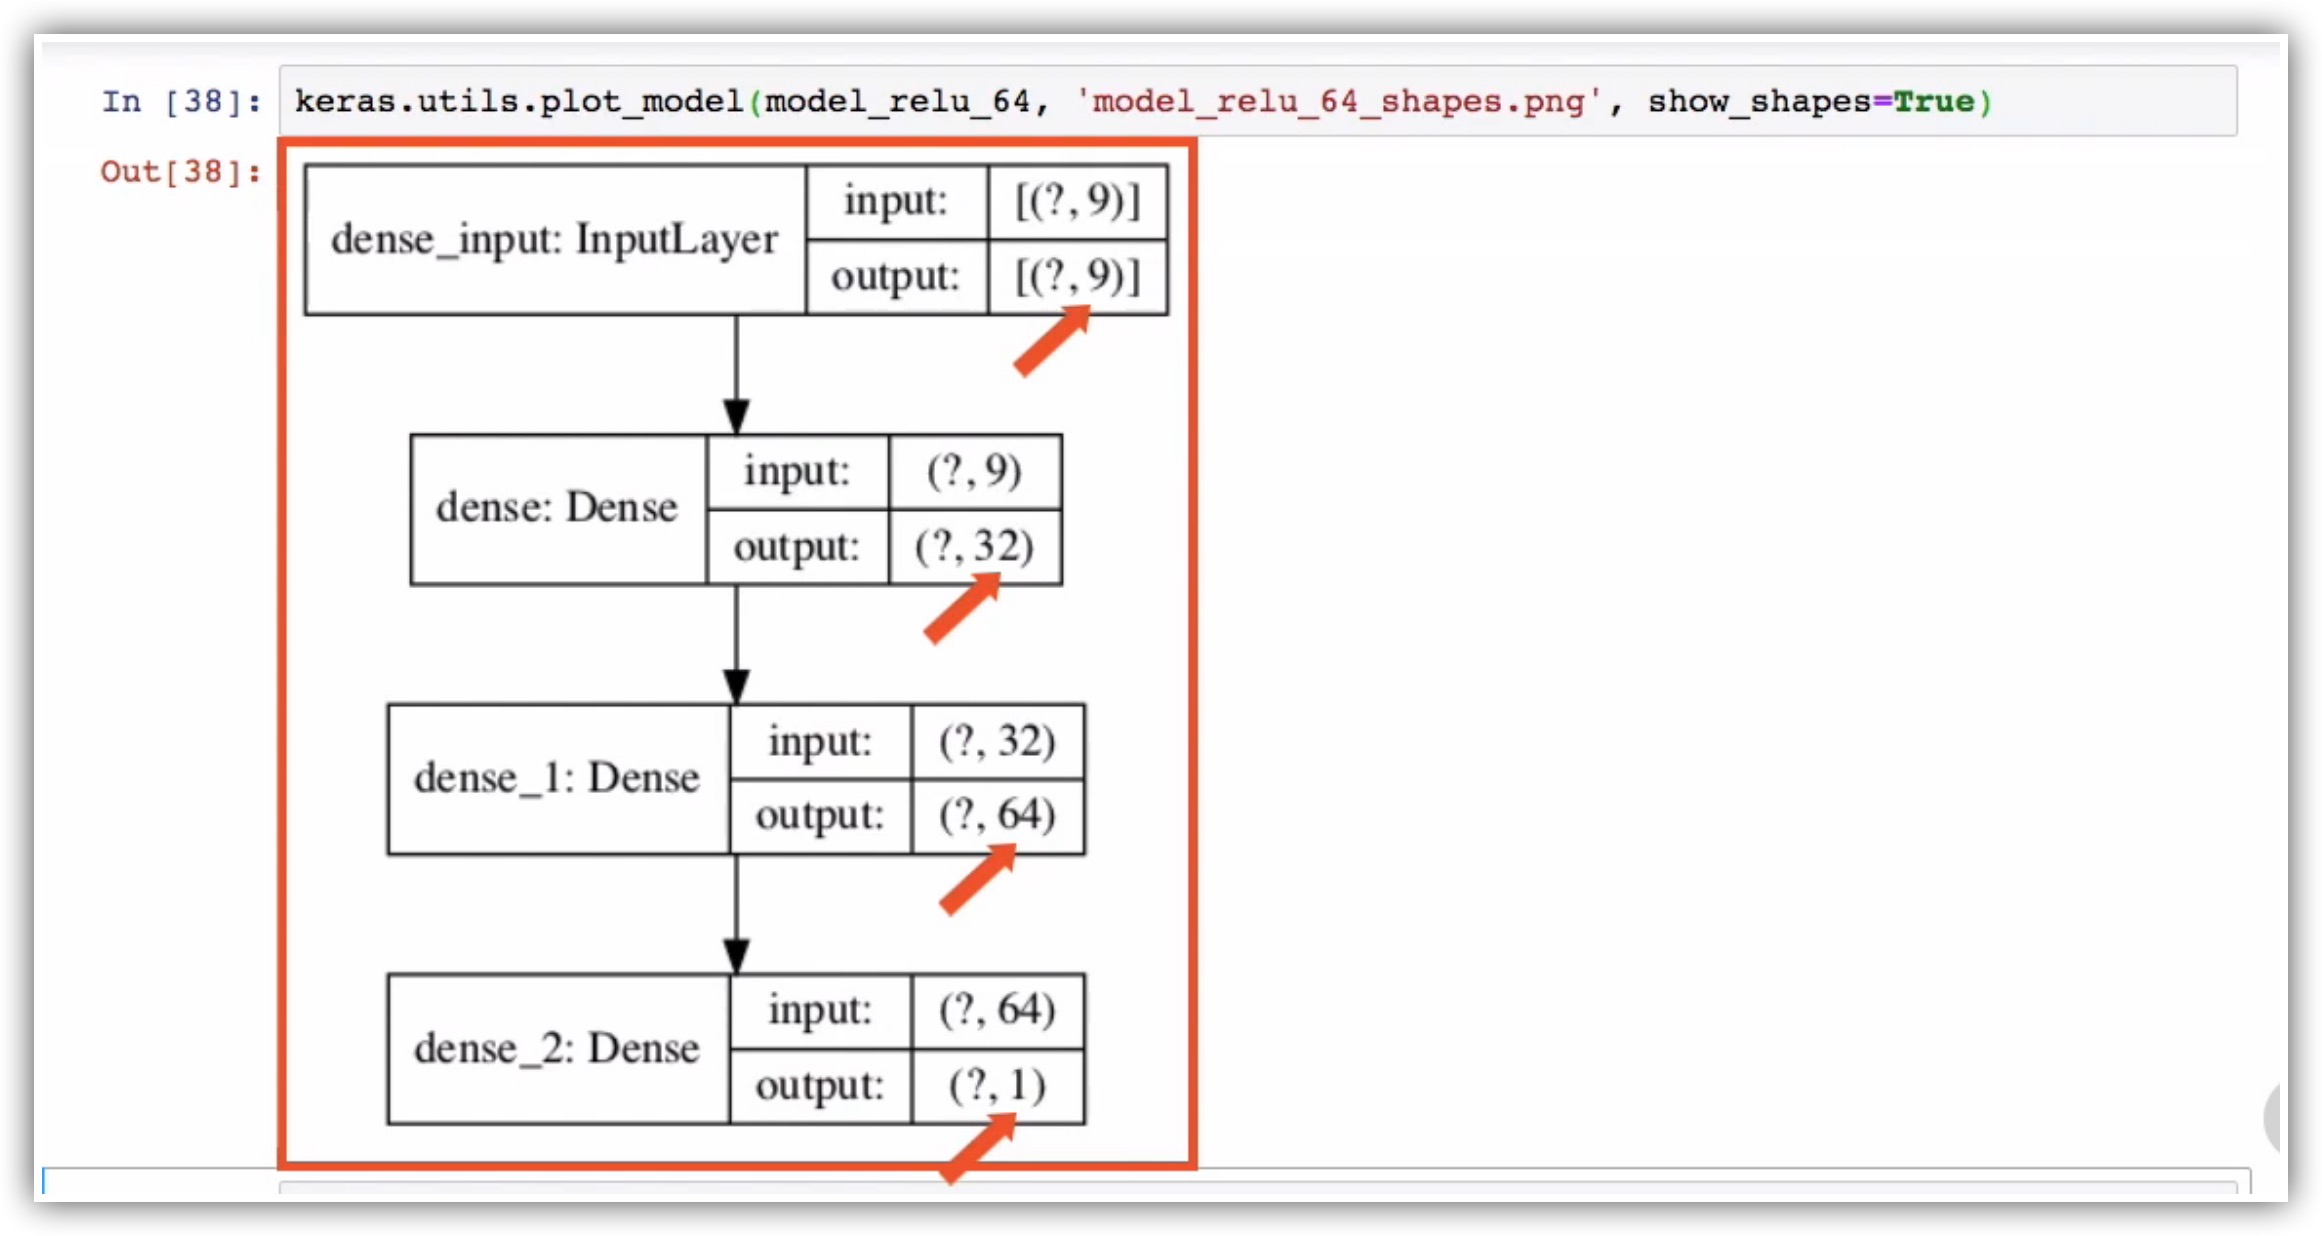 In [38]: keras.utils.plot_model(model_relu_64, 'model_relu_64_shapes.png', show_shapes=True)
Out[38]:
dense_input: InputLayer
input: [(?, 9)]
output: [(?, 9)]
dense: Dense
input: (?, 9)
output: (?, 32)
dense_1: Dense
input: (?, 32)
output: (?, 64)
dense_2: Dense
input: (?, 64)
output: (?, 1)